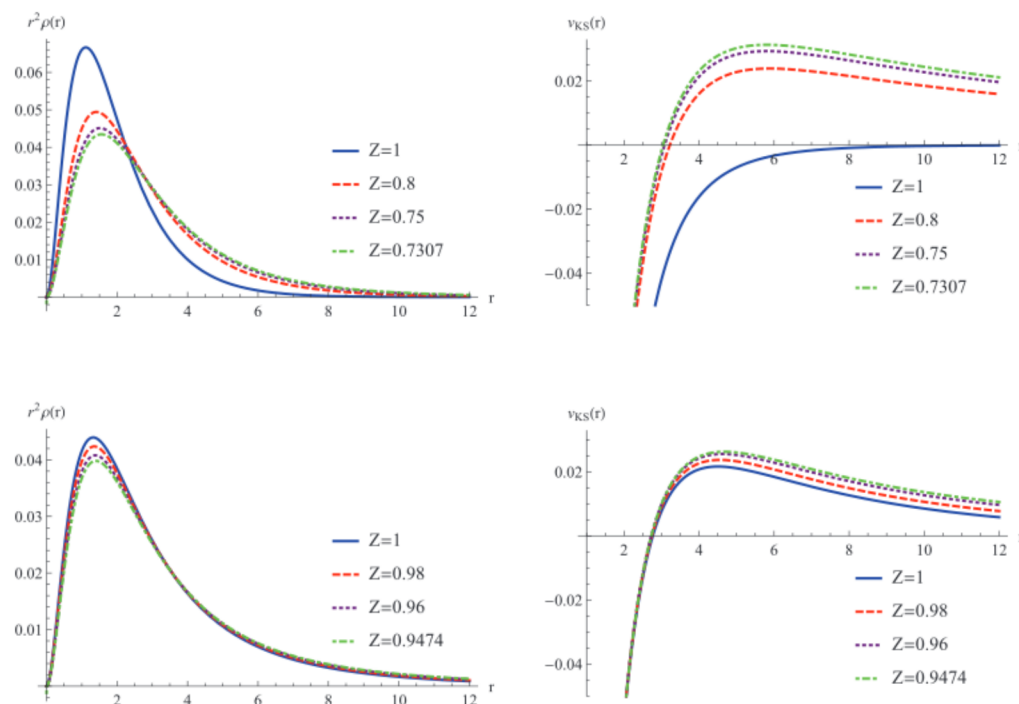 r²ρ(r)
0.06
0.05
0.04
0.03
0.02
0.01
2 4 6 8 10 12 r
Z=1
Z=0.8
Z=0.75
Z=0.7307
v_KS(r)
0.02
−0.02
−0.04
2 4 6 8 10 12
Z=1
Z=0.8
Z=0.75
Z=0.7307
r²ρ(r)
0.04
0.03
0.02
0.01
2 4 6 8 10 12 r
Z=1
Z=0.98
Z=0.96
Z=0.9474
v_KS(r)
0.02
−0.02
−0.04
2 4 6 8 10 12
Z=1
Z=0.98
Z=0.96
Z=0.9474